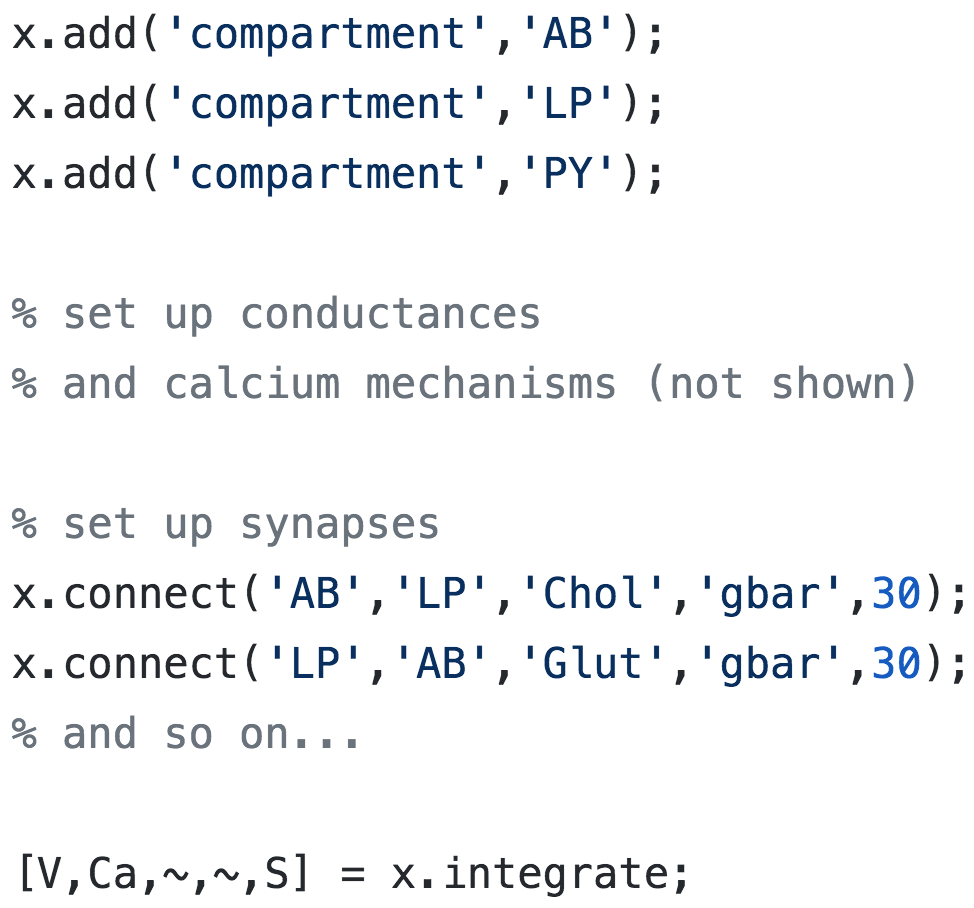 x.add('compartment','AB');
x.add('compartment','LP');
x.add('compartment','PY');
% set up conductances
% and calcium mechanisms (not shown)
% set up synapses
x.connect('AB','LP','Chol','gbar',30);
x.connect('LP','AB','Glut','gbar',30);
% and so on...
[V,Ca,~,~,S] = x.integrate;